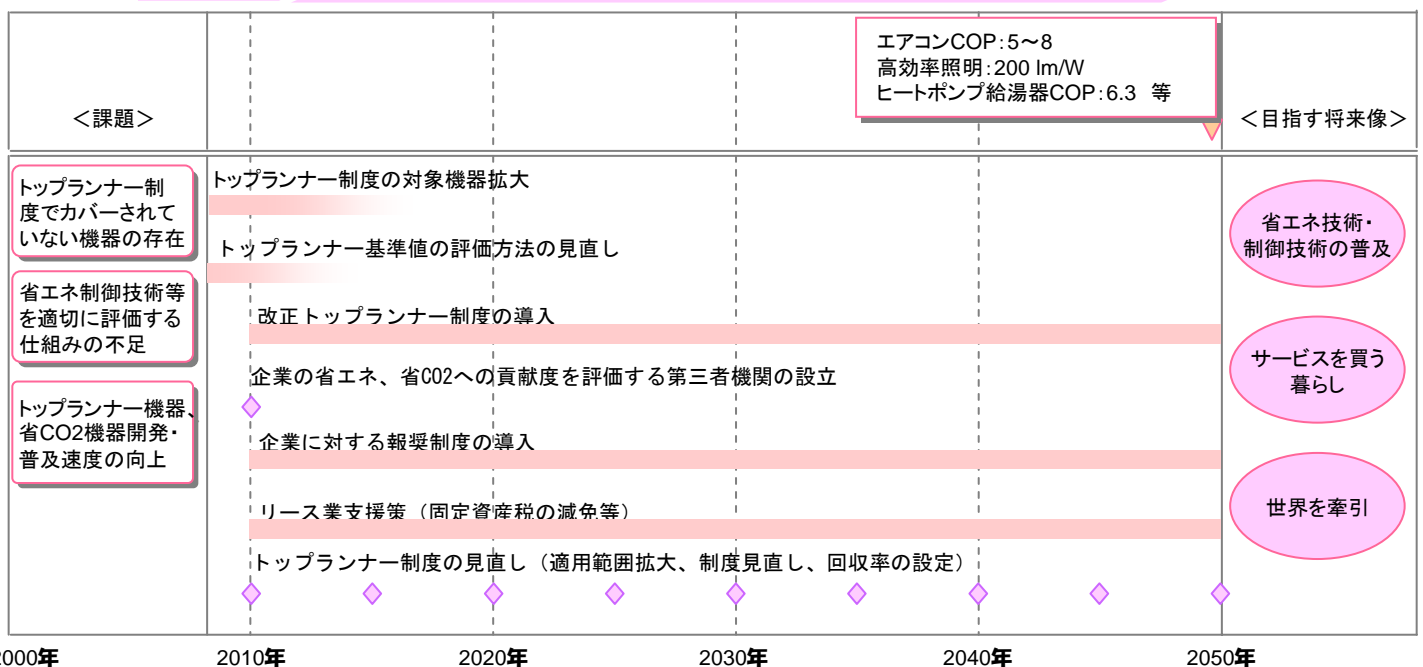 エアコンCOP:5～8
高効率照明:200 lm/W
ヒートポンプ給湯器COP:6.3 等
＜課題＞
＜目指す将来像＞
トップランナー制
度でカバーされて
いない機器の存在
省エネ制御技術等
を適切に評価する
仕組みの不足
トップランナー機器、
省CO2機器開発・
普及速度の向上
トップランナー制度の対象機器拡大
トップランナー基準値の評価方法の見直し
改正トップランナー制度の導入
企業の省エネ、省CO2への貢献度を評価する第三者機関の設立
企業に対する報奨制度の導入
リース業支援策（固定資産税の減免等）
トップランナー制度の見直し（適用範囲拡大、制度見直し、回収率の設定）
省エネ技術・
制御技術の普及
サービスを買う
暮らし
世界を牽引
2000年 2010年 2020年 2030年 2040年 2050年